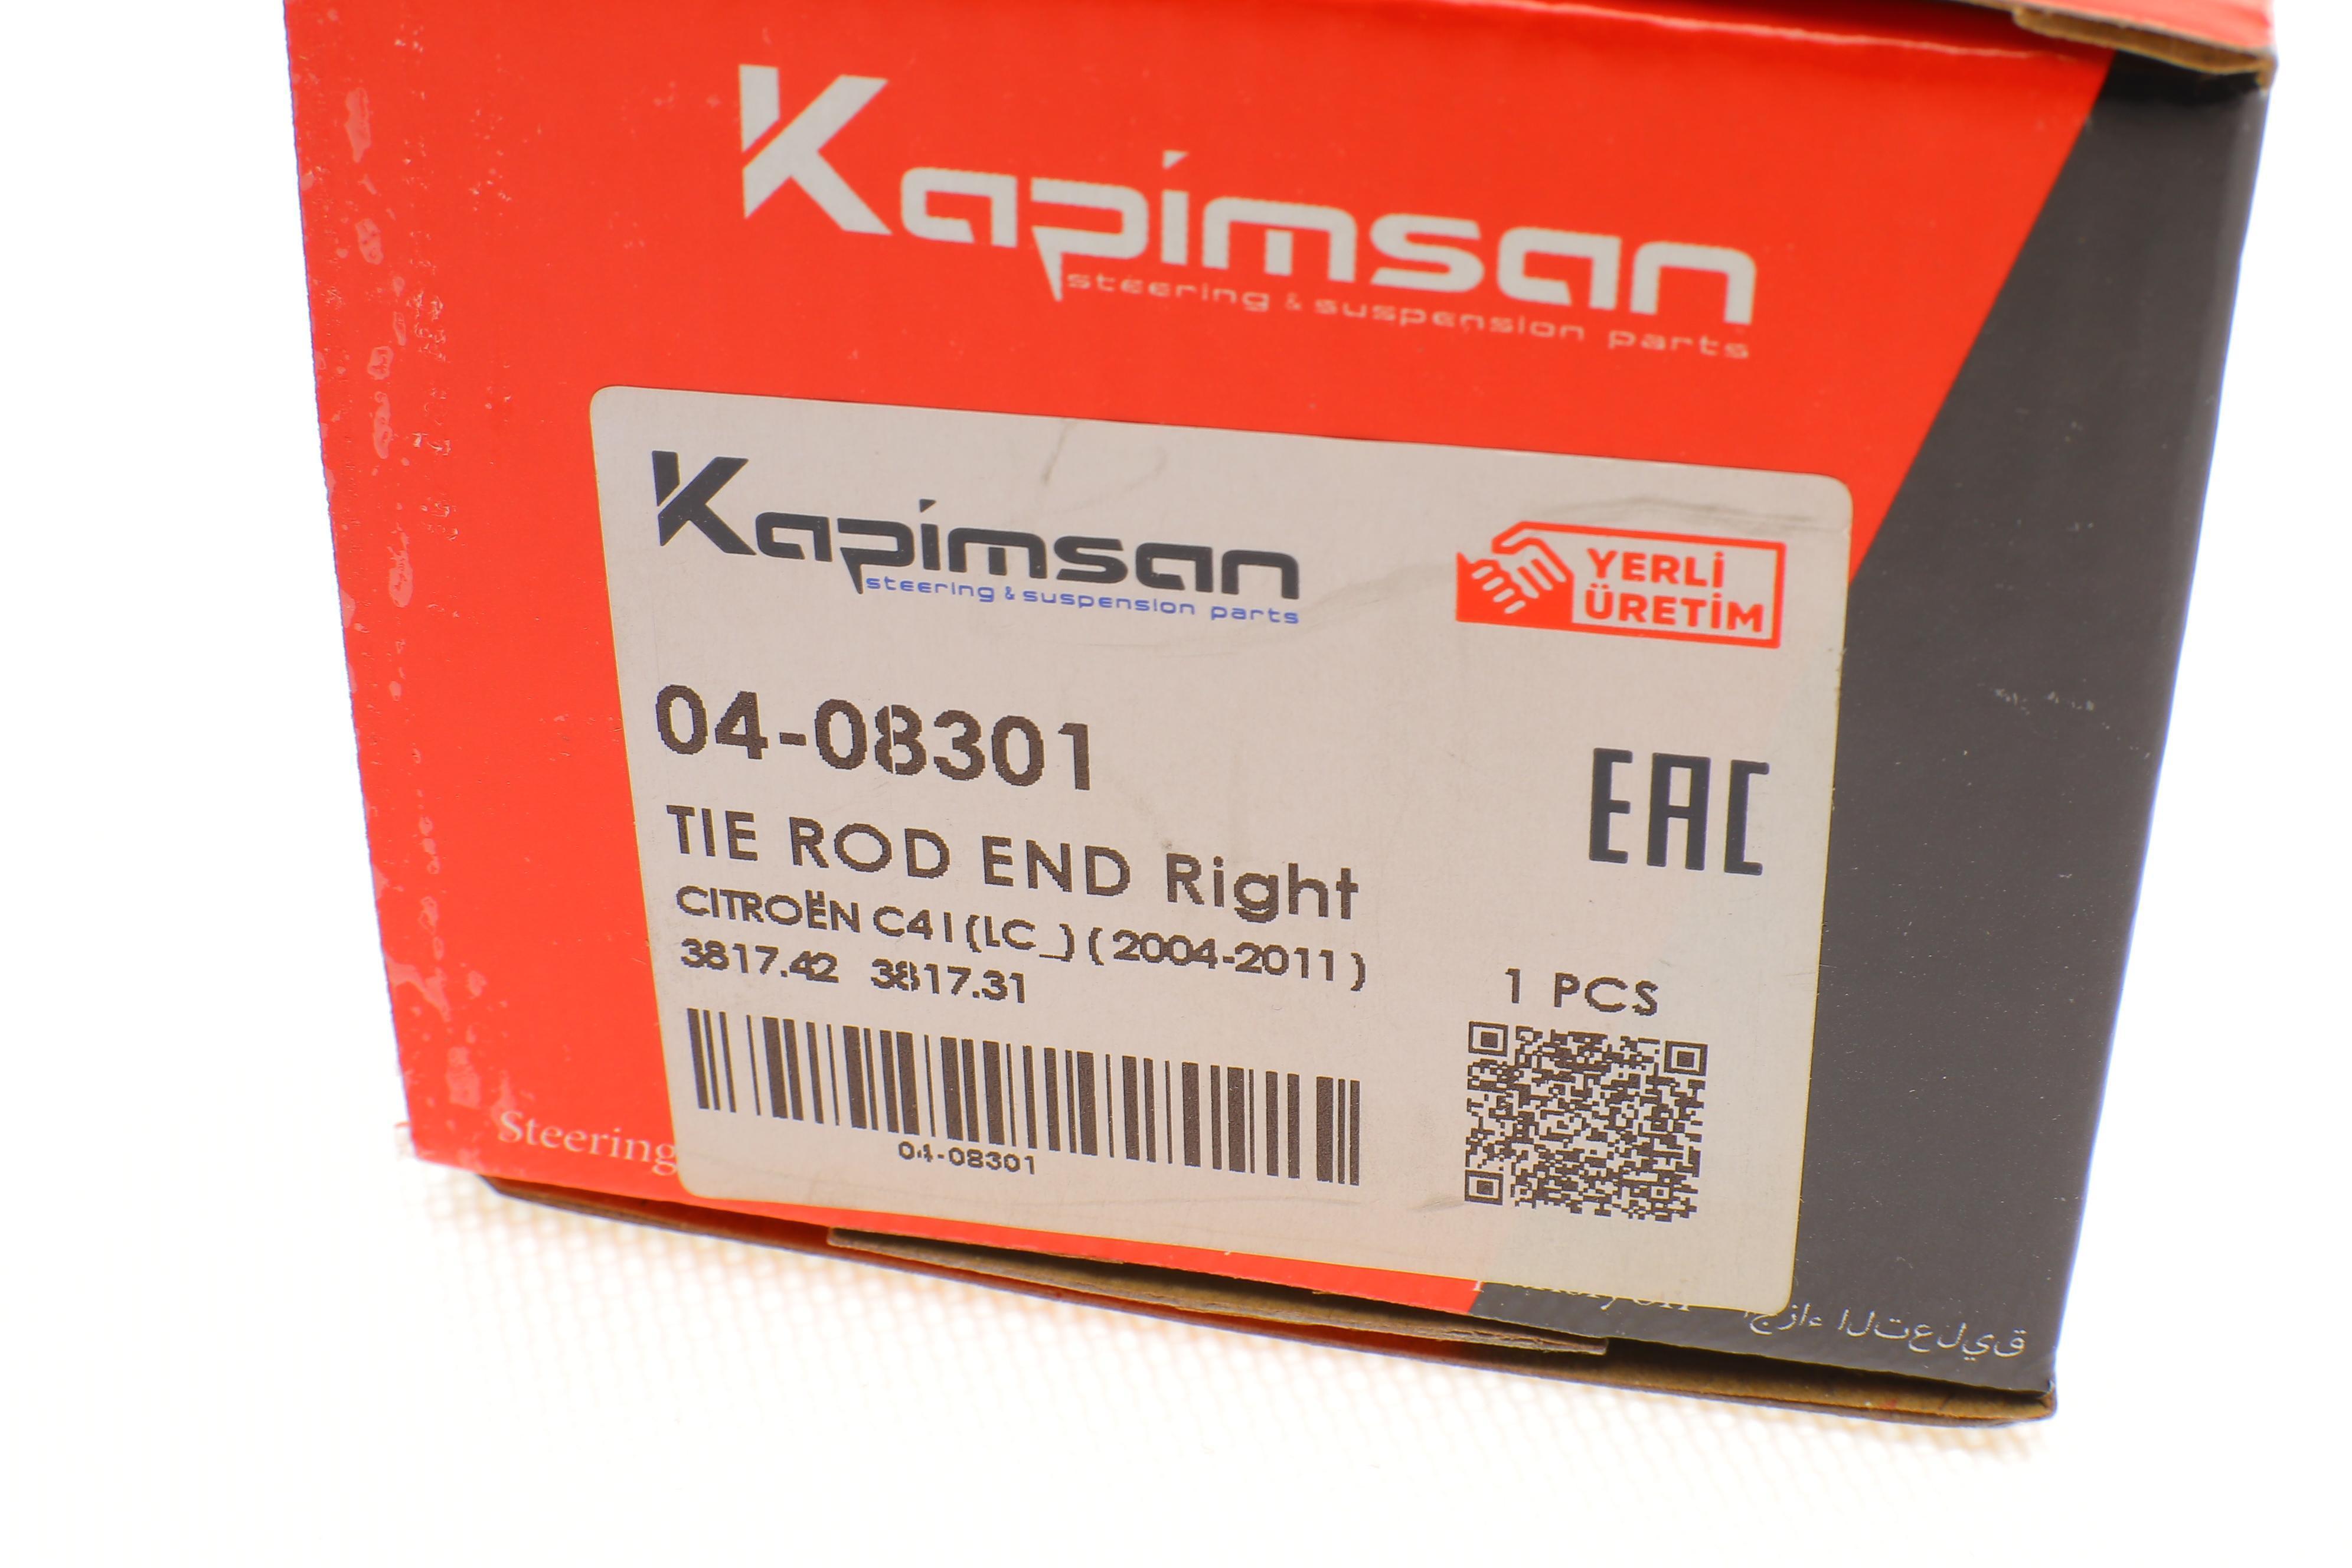 Kapimsan
steering & suspension parts
Kapimsan
steering & suspension parts
YERLİ
ÜRETİM
04-08301
EAC
TIE ROD END Right
CITROËN C4 I (LC_) ( 2004-2011 )
3817.42 3817.31
1 PCS
04-08301
Steering
أجزاء التعليق